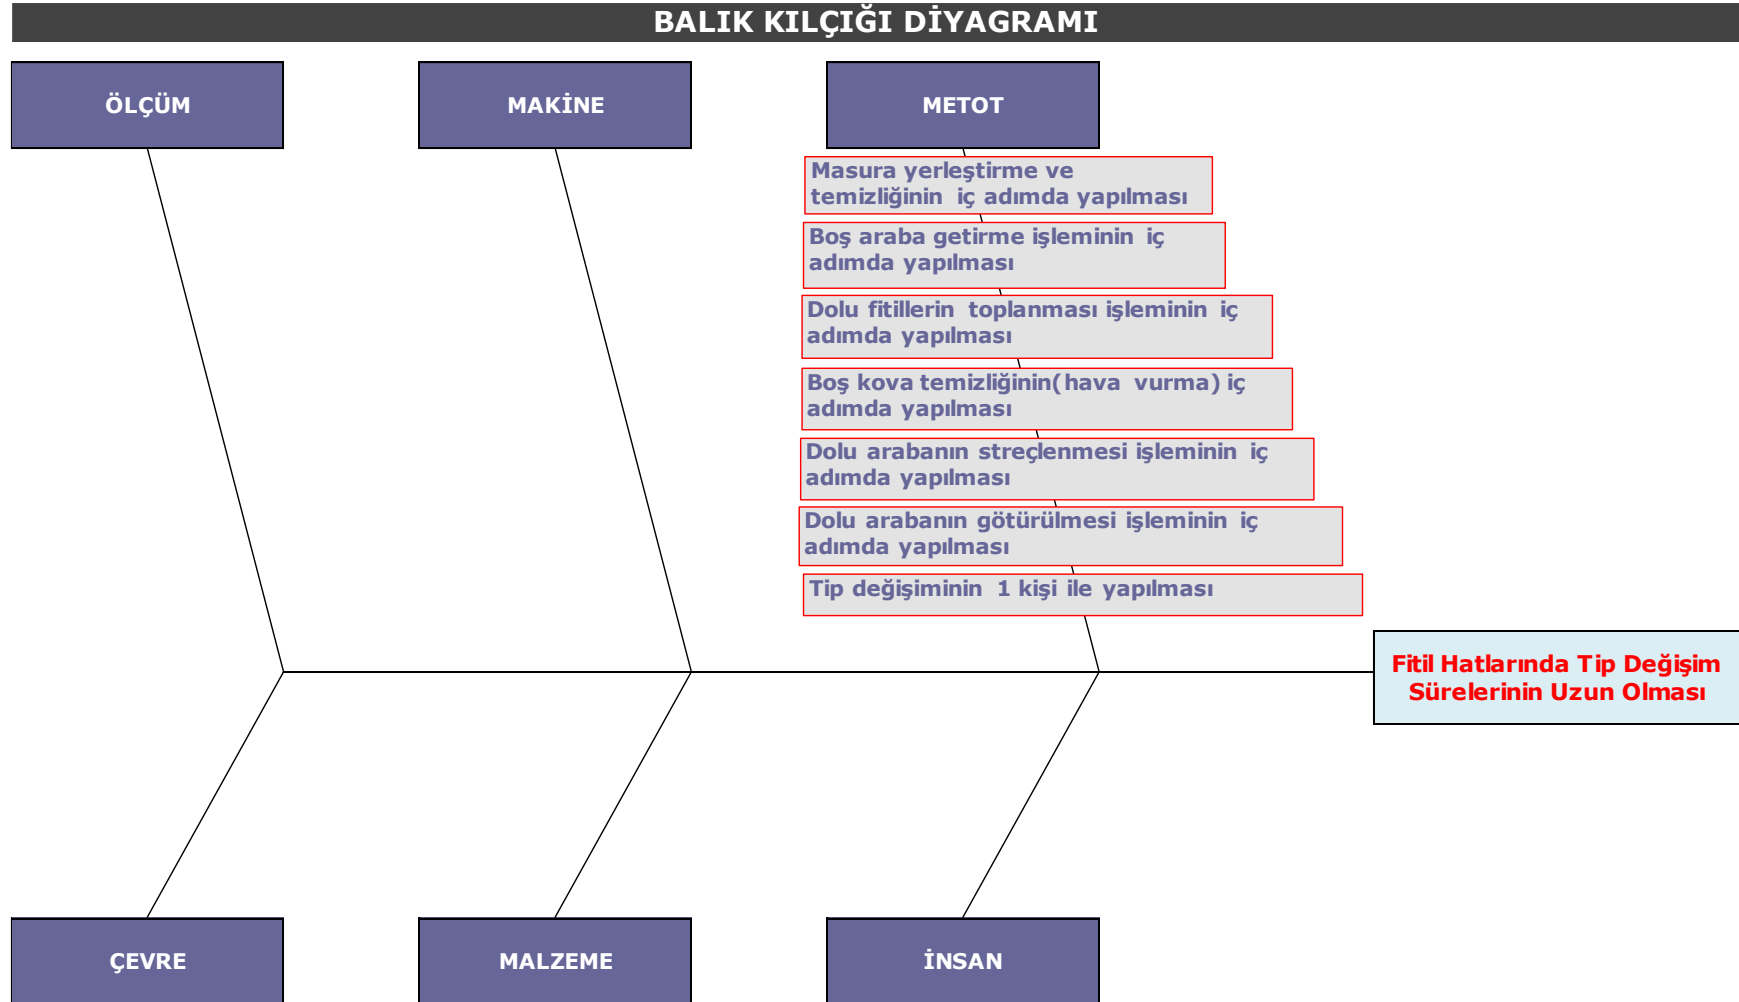 BALIK KILÇIĞI DİYAGRAMI
ÖLÇÜM
MAKİNE
METOT
Masura yerleştirme ve
temizliğinin iç adımda yapılması
Boş araba getirme işleminin iç
adımda yapılması
Dolu fitillerin toplanması işleminin iç
adımda yapılması
Boş kova temizliğinin(hava vurma) iç
adımda yapılması
Dolu arabanın streçlenmesi işleminin iç
adımda yapılması
Dolu arabanın götürülmesi işleminin iç
adımda yapılması
Tip değişiminin 1 kişi ile yapılması
Fitil Hatlarında Tip Değişim
Sürelerinin Uzun Olması
ÇEVRE
MALZEME
İNSAN